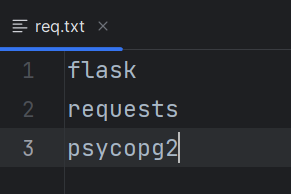 req.txt
1 flask
2 requests
3 psycopg2